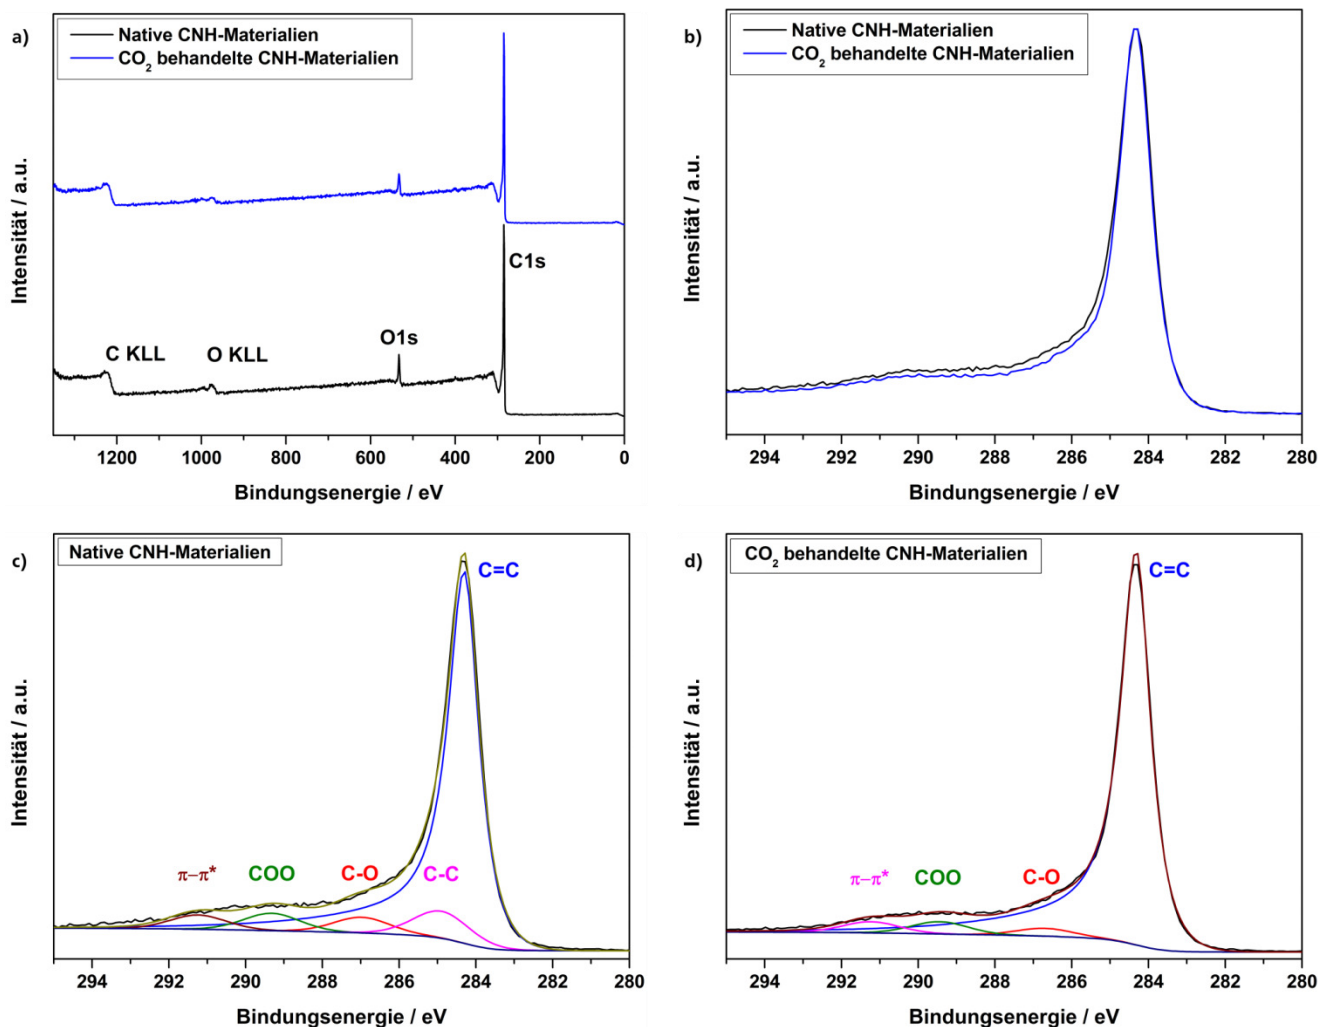 a)
Native CNH-Materialien
CO₂ behandelte CNH-Materialien
Intensität / a.u.
C1s
O1s
C KLL
O KLL
1200 1000 800 600 400 200 0
Bindungsenergie / eV
b)
Native CNH-Materialien
CO₂ behandelte CNH-Materialien
Intensität / a.u.
294 292 290 288 286 284 282 280
Bindungsenergie / eV
c)
Native CNH-Materialien
C=C
Intensität / a.u.
π–π* COO C-O C-C
294 292 290 288 286 284 282 280
Bindungsenergie / eV
d)
CO₂ behandelte CNH-Materialien
C=C
Intensität / a.u.
π–π* COO C-O
294 292 290 288 286 284 282 280
Bindungsenergie / eV